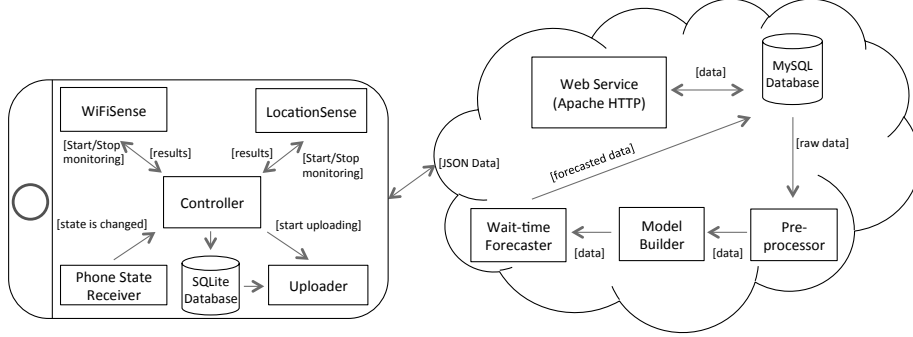 WiFiSense
LocationSense
[Start/Stop
monitoring]
[results]
[results]
[Start/Stop
monitoring]
Controller
[state is changed]
[start uploading]
Phone State
Receiver
SQLite
Database
Uploader
[JSON Data]
Web Service
(Apache HTTP)
[data]
MySQL
Database
[forecasted data]
[raw data]
Wait-time
Forecaster
[data]
Model
Builder
[data]
Pre-
processor